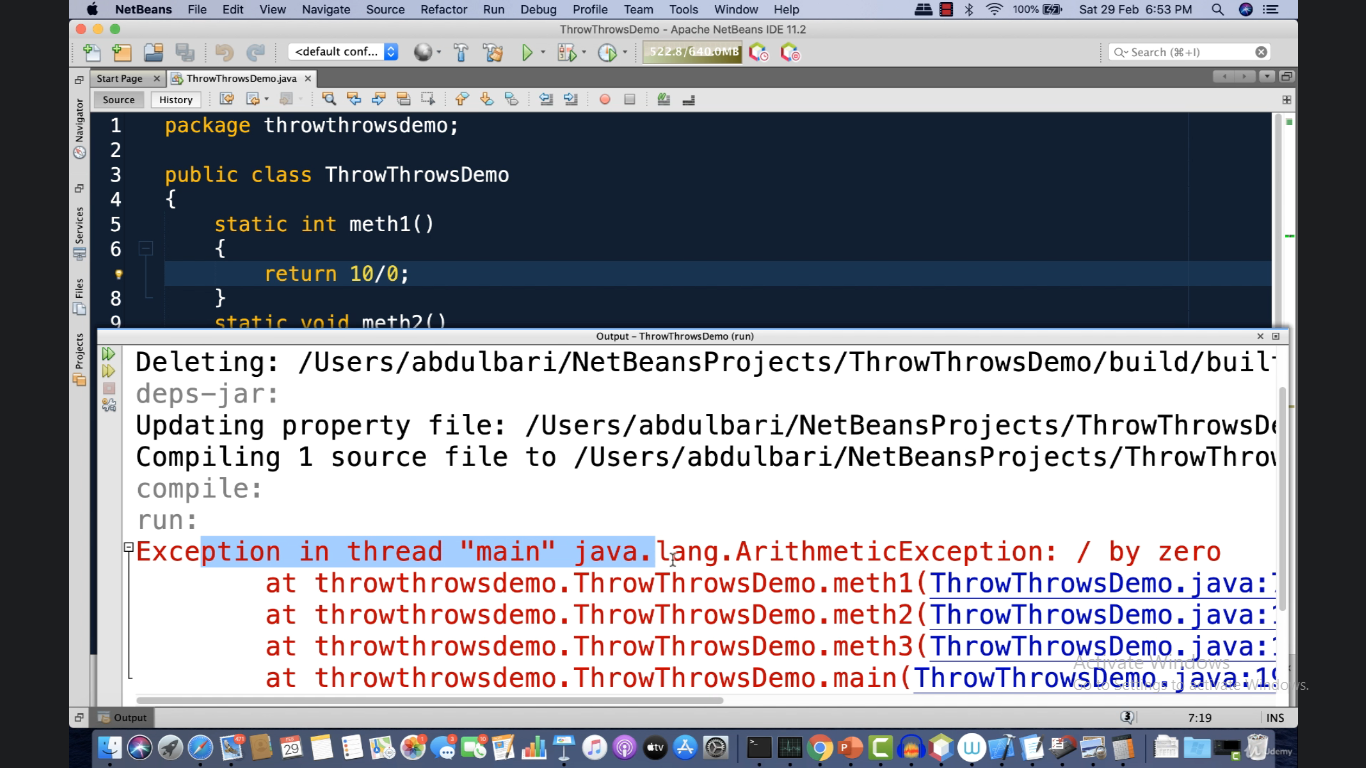 NetBeans File Edit View Navigate Source Refactor Run Debug Profile Team Tools Window Help 100% Sat 29 Feb 6:53 PM
ThrowThrowsDemo - Apache NetBeans IDE 11.2
<default conf... 522.8/640.0MB Search (⌘+I)
Start Page ThrowThrowsDemo.java
Source History
Navigator
Services
Files
Projects
1 package throwthrowsdemo;
2
3 public class ThrowThrowsDemo
4 {
5 static int meth1()
6 {
return 10/0;
8 }
9 static void meth2()
Output - ThrowThrowsDemo (run)
Deleting: /Users/abdulbari/NetBeansProjects/ThrowThrowsDemo/build/buil
deps-jar:
Updating property file: /Users/abdulbari/NetBeansProjects/ThrowThrowsDe
Compiling 1 source file to /Users/abdulbari/NetBeansProjects/ThrowThrow
compile:
run:
Exception in thread "main" java.lang.ArithmeticException: / by zero
at throwthrowsdemo.ThrowThrowsDemo.meth1(ThrowThrowsDemo.java:
at throwthrowsdemo.ThrowThrowsDemo.meth2(ThrowThrowsDemo.java:
at throwthrowsdemo.ThrowThrowsDemo.meth3(ThrowThrowsDemo.java:
at throwthrowsdemo.ThrowThrowsDemo.main(ThrowThrowsDemo.java:19
Activate Windows
Go to Settings to activate Windows.
Output 3 7:19 INS
29 tv
Udemy